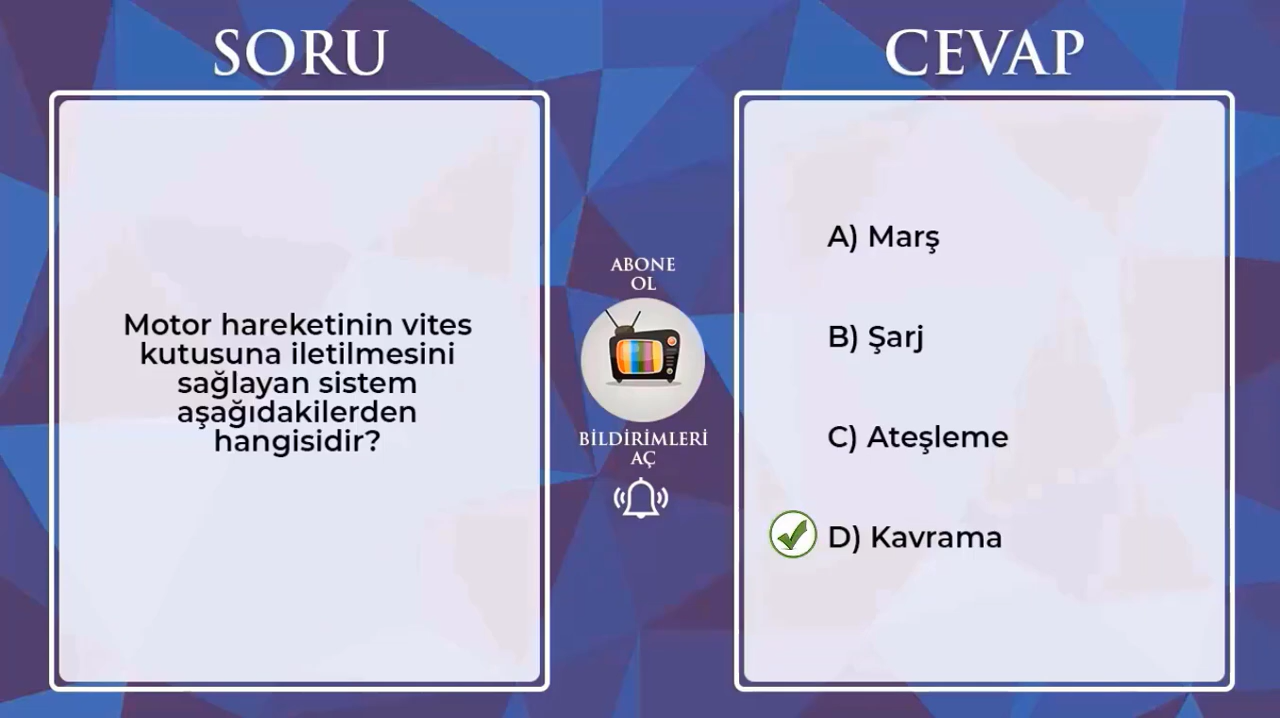 SORU
Motor hareketinin vites
kutusuna iletilmesini
sağlayan sistem
aşağıdakilerden
hangisidir?
ABONE
OL
BİLDİRİMLERİ
AÇ
CEVAP
A) Marş
B) Şarj
C) Ateşleme
D) Kavrama